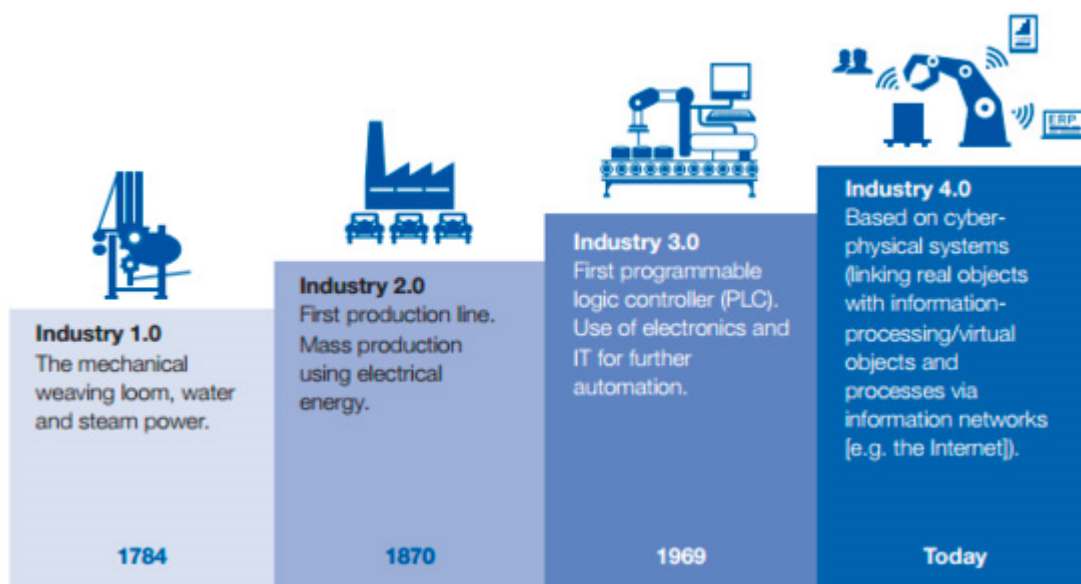 ERP
Industry 1.0
The mechanical
weaving loom, water
and steam power.
1784
Industry 2.0
First production line.
Mass production
using electrical
energy.
1870
Industry 3.0
First programmable
logic controller (PLC).
Use of electronics and
IT for further
automation.
1969
Industry 4.0
Based on cyber-
physical systems
(linking real objects
with information-
processing/virtual
objects and
processes via
information networks
[e.g. the Internet]).
Today